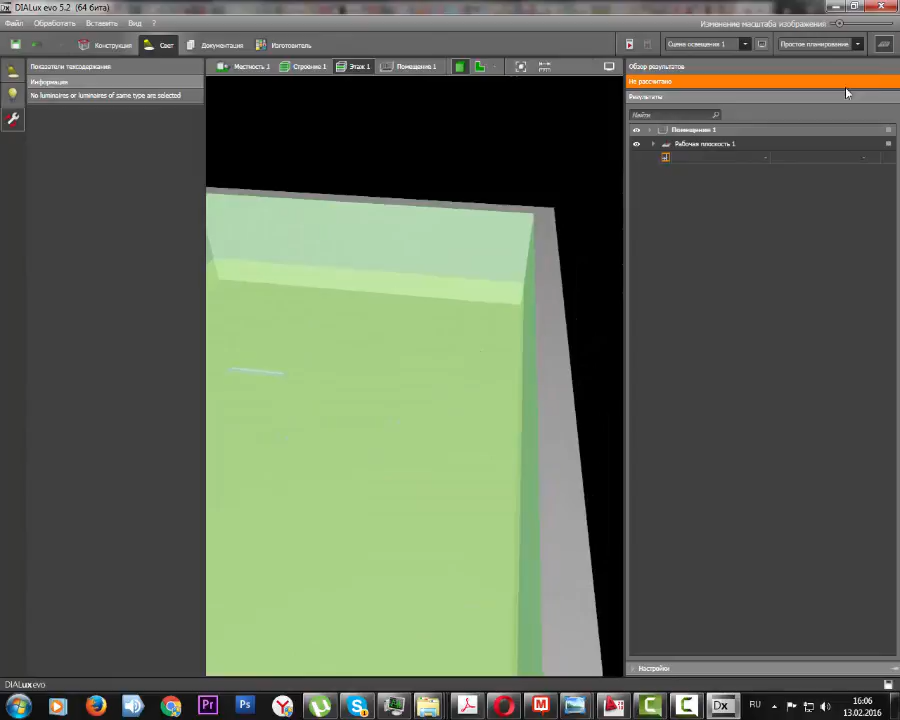 DIALux evo 5.2 (64 бита)
Файл Обработать Вставить Вид ?
Изменение масштаба изображения
Конструкция Свет Документация Изготовитель
Сцена освещения 1 Простое планирование
Показатели техсодержания
Информация
No luminaires or luminaires of same type are selected
Местность 1 Строение 1 Этаж 1 Помещение 1
Обзор результатов
Не рассчитано
Результаты
Найти
Помещение 1
Рабочая плоскость 1
Настройки
DIALux evo
RU
16:06
13.02.2016